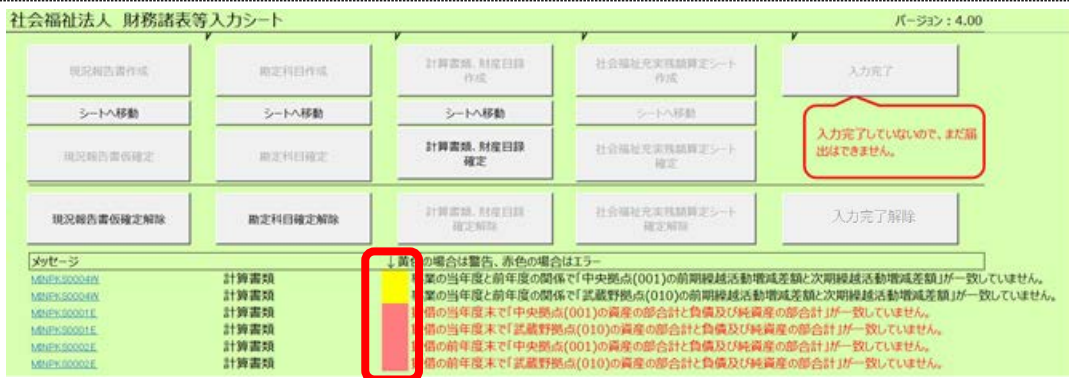 社会福祉法人 財務諸表等入力シート
バージョン：4.00
現況報告書作成
勘定科目作成
計算書類、財産目録
作成
社会福祉充実残額算定シート
作成
入力完了
シートへ移動
シートへ移動
シートへ移動
シートへ移動
入力完了していないので、まだ届
出はできません。
現況報告書仮確定
勘定科目確定
計算書類、財産目録
確定
社会福祉充実残額算定シート
確定
現況報告書仮確定解除
勘定科目確定解除
計算書類、財産目録
確定解除
社会福祉充実残額算定シート
確定解除
入力完了解除
メッセージ
↓黄色の場合は警告、赤色の場合はエラー
MINPKS0004W 計算書類 業の当年度と前年度の関係で「中央拠点(001)の前期繰越活動増減差額と次期繰越活動増減差額」が一致していません。
MINPKS0004W 計算書類 業の当年度と前年度の関係で「武蔵野拠点(010)の前期繰越活動増減差額と次期繰越活動増減差額」が一致していません。
MINPKS0001E 計算書類 借の当年度末で「中央拠点(001)の資産の部合計と負債及び純資産の部合計」が一致していません。
MINPKS0001E 計算書類 借の当年度末で「武蔵野拠点(010)の資産の部合計と負債及び純資産の部合計」が一致していません。
MINPKS0002E 計算書類 借の前年度末で「中央拠点(001)の資産の部合計と負債及び純資産の部合計」が一致していません。
MINPKS0002E 計算書類 借の前年度末で「武蔵野拠点(010)の資産の部合計と負債及び純資産の部合計」が一致していません。